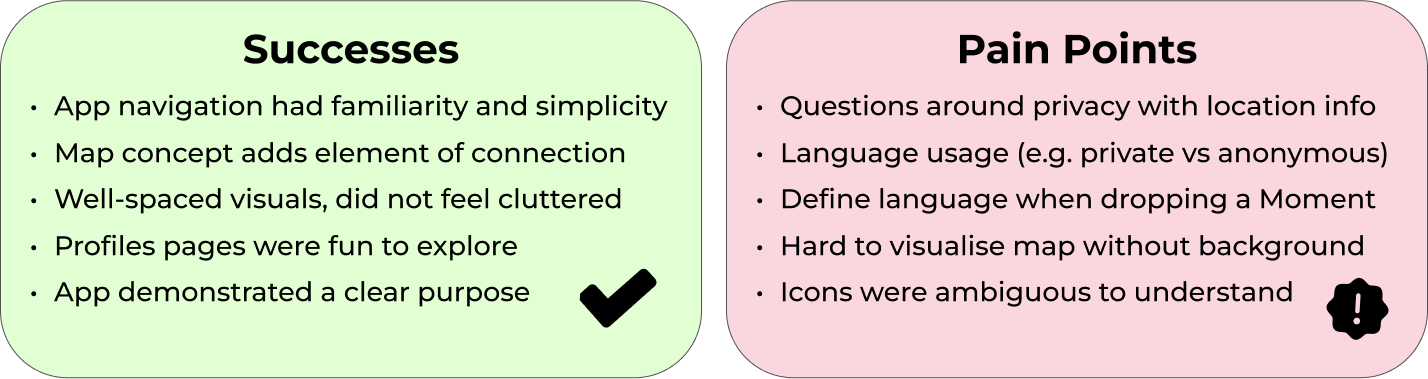 Successes
• App navigation had familiarity and simplicity
• Map concept adds element of connection
• Well-spaced visuals, did not feel cluttered
• Profiles pages were fun to explore
• App demonstrated a clear purpose
Pain Points
• Questions around privacy with location info
• Language usage (e.g. private vs anonymous)
• Define language when dropping a Moment
• Hard to visualise map without background
• Icons were ambiguous to understand